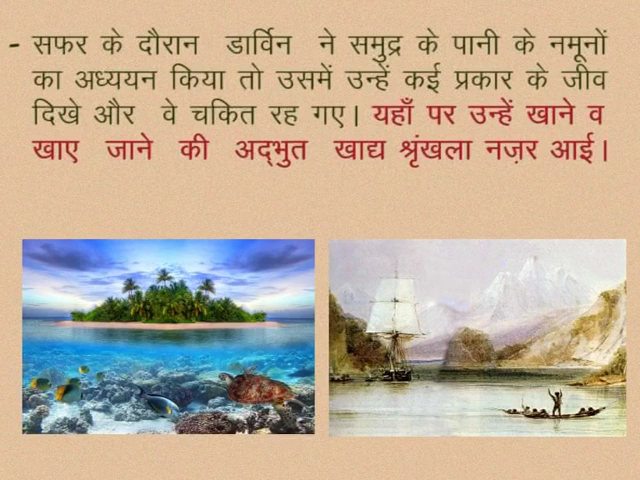 - सफर के दौरान डार्विन ने समुद्र के पानी के नमूनों
का अध्ययन किया तो उसमें उन्हें कई प्रकार के जीव
दिखे और वे चकित रह गए। यहाँ पर उन्हें खाने व
खाए जाने की अद्भुत खाद्य श्रृंखला नज़र आई।